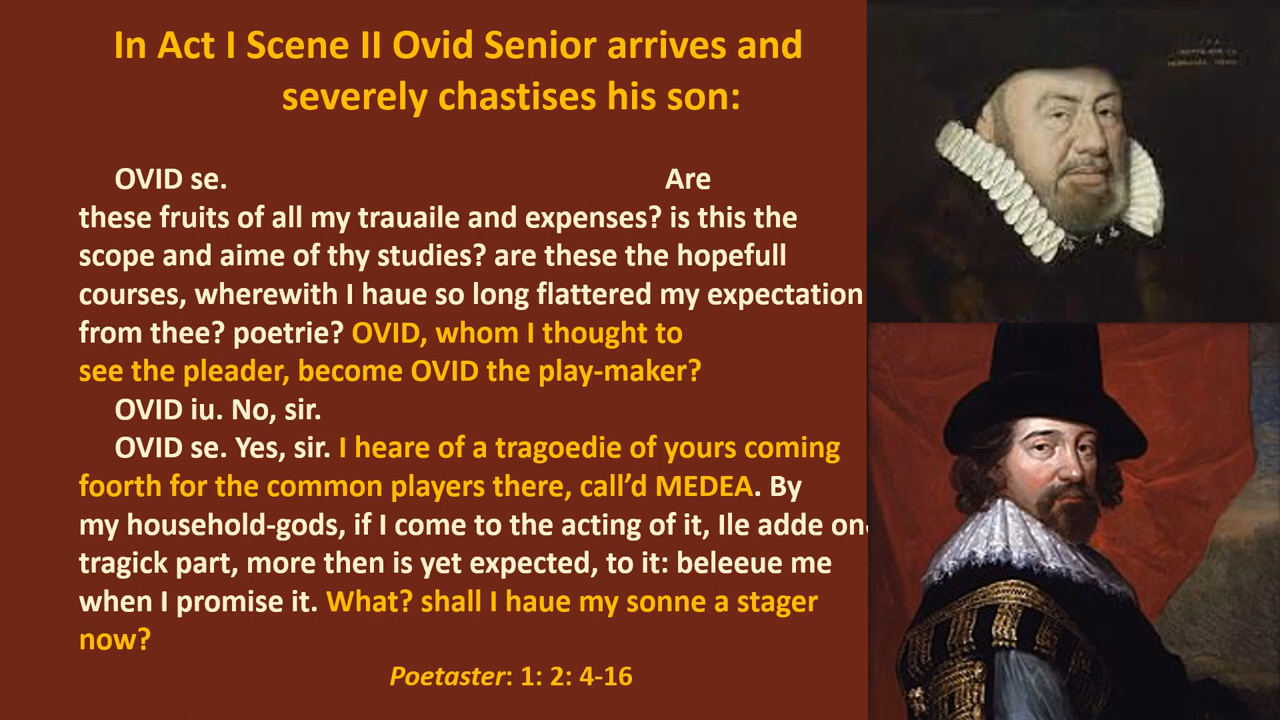 In Act I Scene II Ovid Senior arrives and
severely chastises his son:
OVID se. Are
these fruits of all my trauaile and expenses? is this the
scope and aime of thy studies? are these the hopefull
courses, wherewith I haue so long flattered my expectation
from thee? poetrie? OVID, whom I thought to
see the pleader, become OVID the play-maker?
OVID iu. No, sir.
OVID se. Yes, sir. I heare of a tragoedie of yours coming
foorth for the common players there, call’d MEDEA. By
my household-gods, if I come to the acting of it, Ile adde one
tragick part, more then is yet expected, to it: beleeue me
when I promise it. What? shall I haue my sonne a stager
now?
Poetaster: 1: 2: 4-16